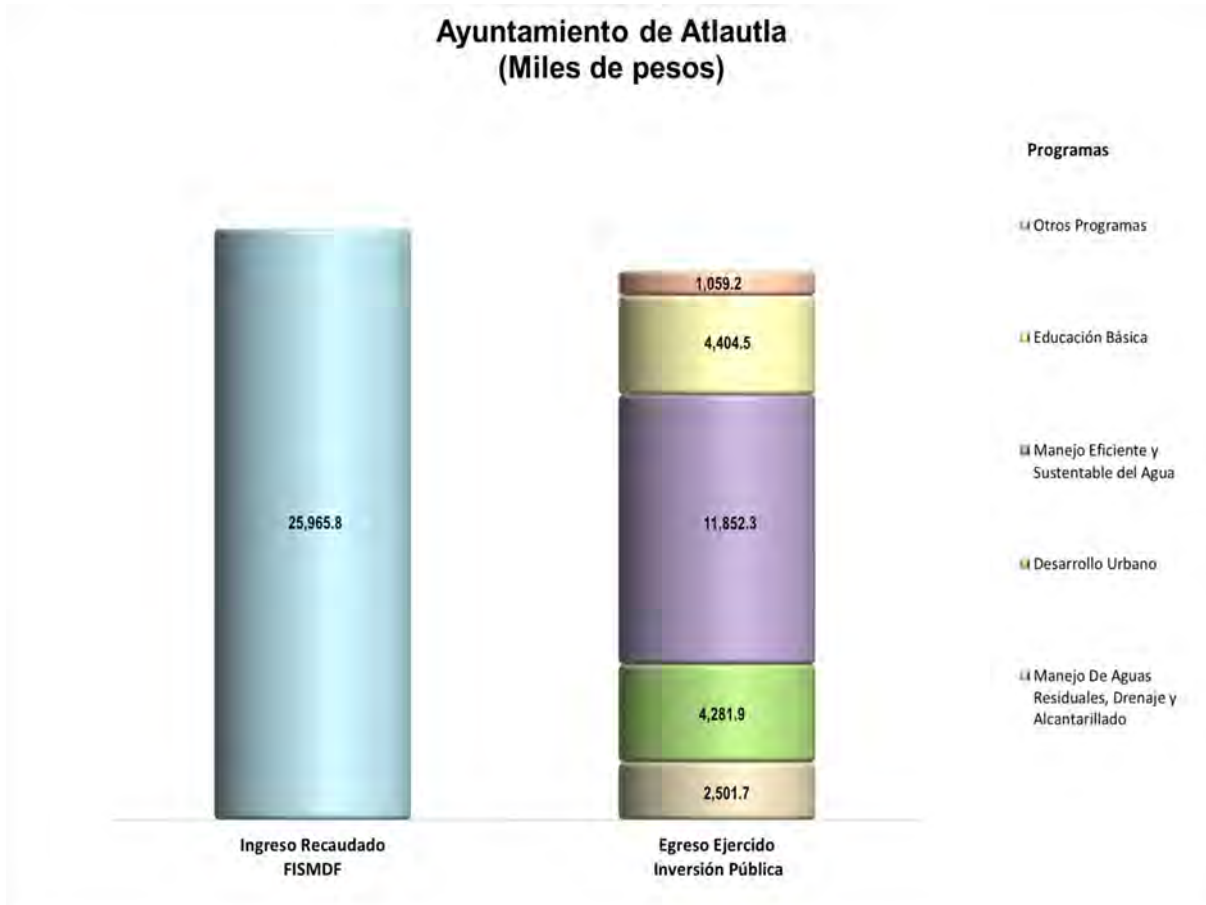 Ayuntamiento de Atlautla
(Miles de pesos)
Programas
Otros Programas
Educación Básica
Manejo Eficiente y
Sustentable del Agua
Desarrollo Urbano
Manejo De Aguas
Residuales, Drenaje y
Alcantarillado
25,965.8
1,059.2
4,404.5
11,852.3
4,281.9
2,501.7
Ingreso Recaudado
FISMDF
Egreso Ejercido
Inversión Pública